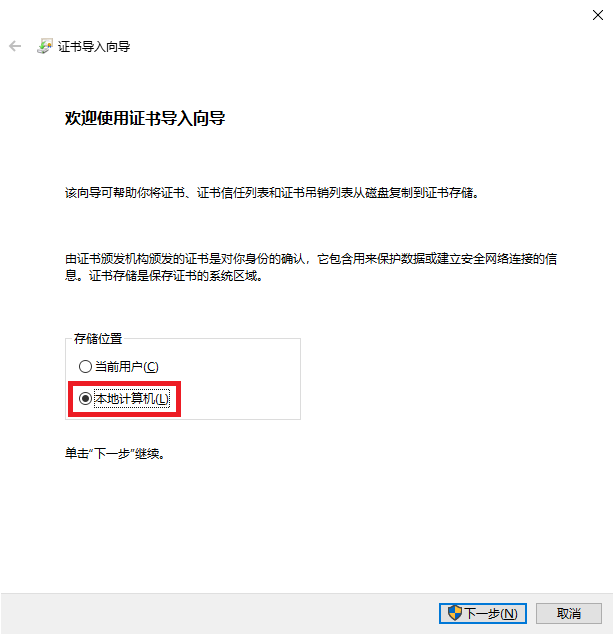 证书导入向导
欢迎使用证书导入向导
该向导可帮助你将证书、证书信任列表和证书吊销列表从磁盘复制到证书存储。
由证书颁发机构颁发的证书是对你身份的确认，它包含用来保护数据或建立安全网络连接的信
息。证书存储是保存证书的系统区域。
存储位置
当前用户(C)
本地计算机(L)
单击"下一步"继续。
下一步(N) 取消